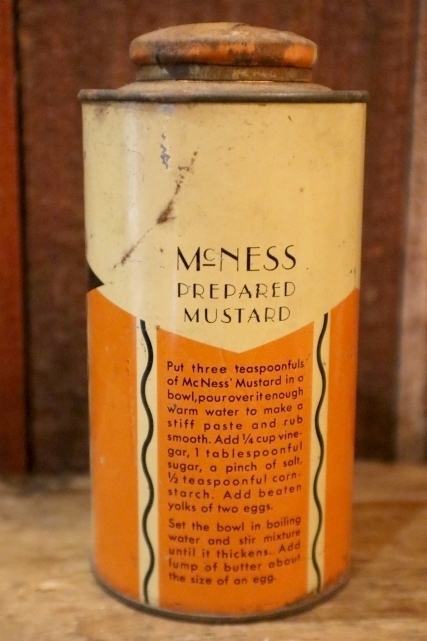 McNESS
PREPARED
MUSTARD
Put three teaspoonfuls
of McNess' Mustard in a
bowl, pour over it enough
warm water to make a
stiff paste and rub
smooth. Add ¼ cup vine-
gar, 1 tablespoonful
sugar, a pinch of salt,
½ teaspoonful corn-
starch. Add beaten
yolks of two eggs.
Set the bowl in boiling
water and stir mixture
until it thickens. Add
lump of butter about
the size of an egg.